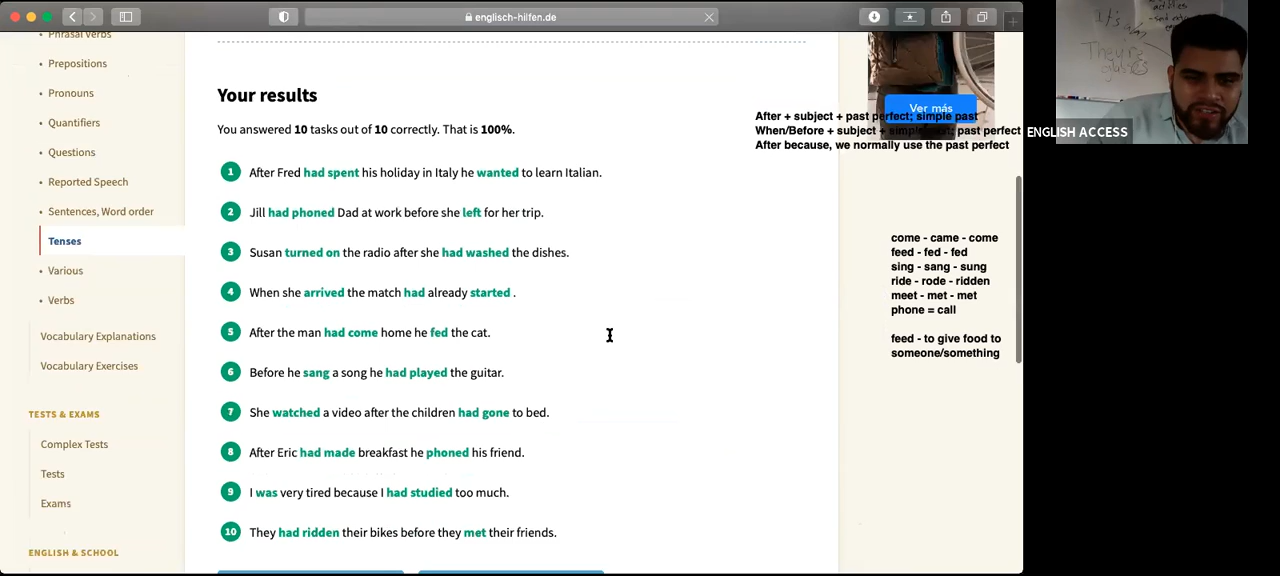 englisch-hilfen.de
Phrasal Verbs
Prepositions
Pronouns
Quantifiers
Questions
Reported Speech
Sentences, Word order
Tenses
Various
Verbs
Vocabulary Explanations
Vocabulary Exercises
TESTS & EXAMS
Complex Tests
Tests
Exams
ENGLISH & SCHOOL
Your results
You answered 10 tasks out of 10 correctly. That is 100%.
1 After Fred had spent his holiday in Italy he wanted to learn Italian.
2 Jill had phoned Dad at work before she left for her trip.
3 Susan turned on the radio after she had washed the dishes.
4 When she arrived the match had already started .
5 After the man had come home he fed the cat.
6 Before he sang a song he had played the guitar.
7 She watched a video after the children had gone to bed.
8 After Eric had made breakfast he phoned his friend.
9 I was very tired because I had studied too much.
10 They had ridden their bikes before they met their friends.
Ver más
After + subject + past perfect; simple past
When/Before + subject + simple past; past perfect
After because, we normally use the past perfect
come - came - come
feed - fed - fed
sing - sang - sung
ride - rode - ridden
meet - met - met
phone = call
feed - to give food to
someone/something
It's
They're
ENGLISH ACCESS